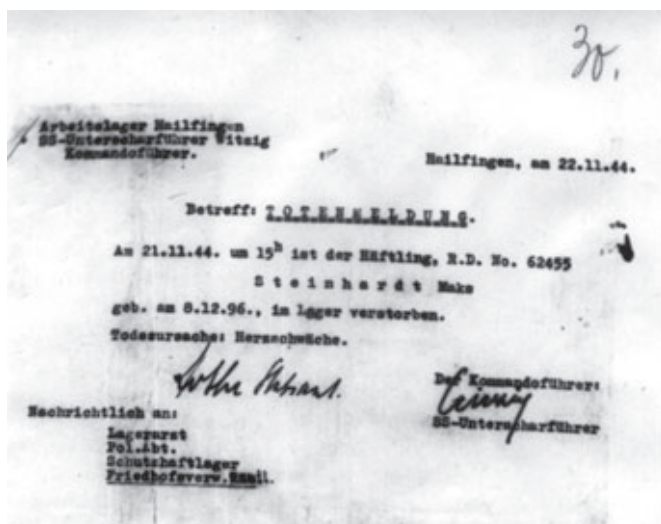 30.
Arbeitslager Hailfingen
SS-Unterscharführer Witzig
Kommandoführer.
Hailfingen, am 22.11.44.
Betreff: TOTENMELDUNG.
Am 21.11.44. um 15h ist der Häftling, R.D. No. 62455
Steinhardt Maks
geb. am 8.12.96., im Lager verstorben.
Todesursache: Herzschwäche.
Der Kommandoführer:
SS-Unterscharführer
Nachrichtlich an:
Lagerarzt
Pol.Abt.
Schutzhaftlager
Friedhofsverw.